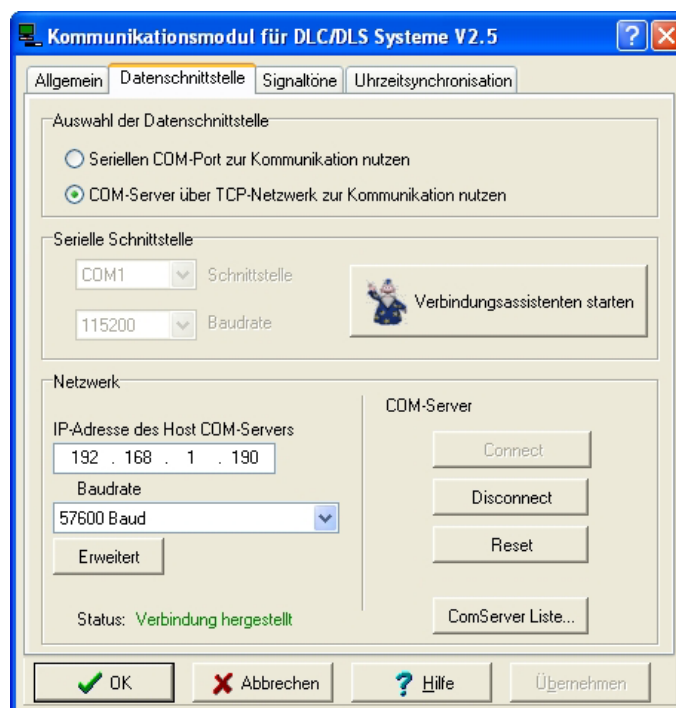 Kommunikationsmodul für DLC/DLS Systeme V2.5
Allgemein Datenschnittstelle Signaltöne Uhrzeitsynchronisation
Auswahl der Datenschnittstelle
Seriellen COM-Port zur Kommunikation nutzen
COM-Server über TCP-Netzwerk zur Kommunikation nutzen
Serielle Schnittstelle
COM1 Schnittstelle
115200 Baudrate
Verbindungsassistenten starten
Netzwerk
IP-Adresse des Host COM-Servers
192 . 168 . 1 . 190
Baudrate
57600 Baud
Erweitert
Status: Verbindung hergestellt
COM-Server
Connect
Disconnect
Reset
ComServer Liste...
OK Abbrechen Hilfe Übernehmen